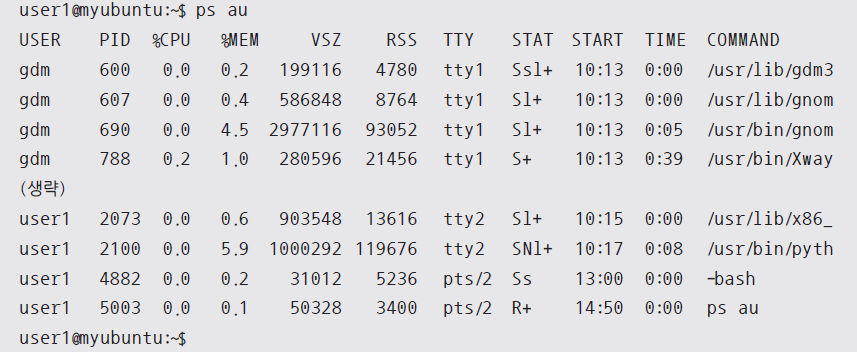 user1@myubuntu:~$ ps au
USER PID %CPU %MEM VSZ RSS TTY STAT START TIME COMMAND
gdm 600 0.0 0.2 199116 4780 tty1 Ssl+ 10:13 0:00 /usr/lib/gdm3
gdm 607 0.0 0.4 586848 8764 tty1 Sl+ 10:13 0:00 /usr/lib/gnom
gdm 690 0.0 4.5 2977116 93052 tty1 Sl+ 10:13 0:05 /usr/bin/gnom
gdm 788 0.2 1.0 280596 21456 tty1 S+ 10:13 0:39 /usr/bin/Xway
(생략)
user1 2073 0.0 0.6 903548 13616 tty2 Sl+ 10:15 0:00 /usr/lib/x86_
user1 2100 0.0 5.9 1000292 119676 tty2 SNl+ 10:17 0:08 /usr/bin/pyth
user1 4882 0.0 0.2 31012 5236 pts/2 Ss 13:00 0:00 -bash
user1 5003 0.0 0.1 50328 3400 pts/2 R+ 14:50 0:00 ps au
user1@myubuntu:~$